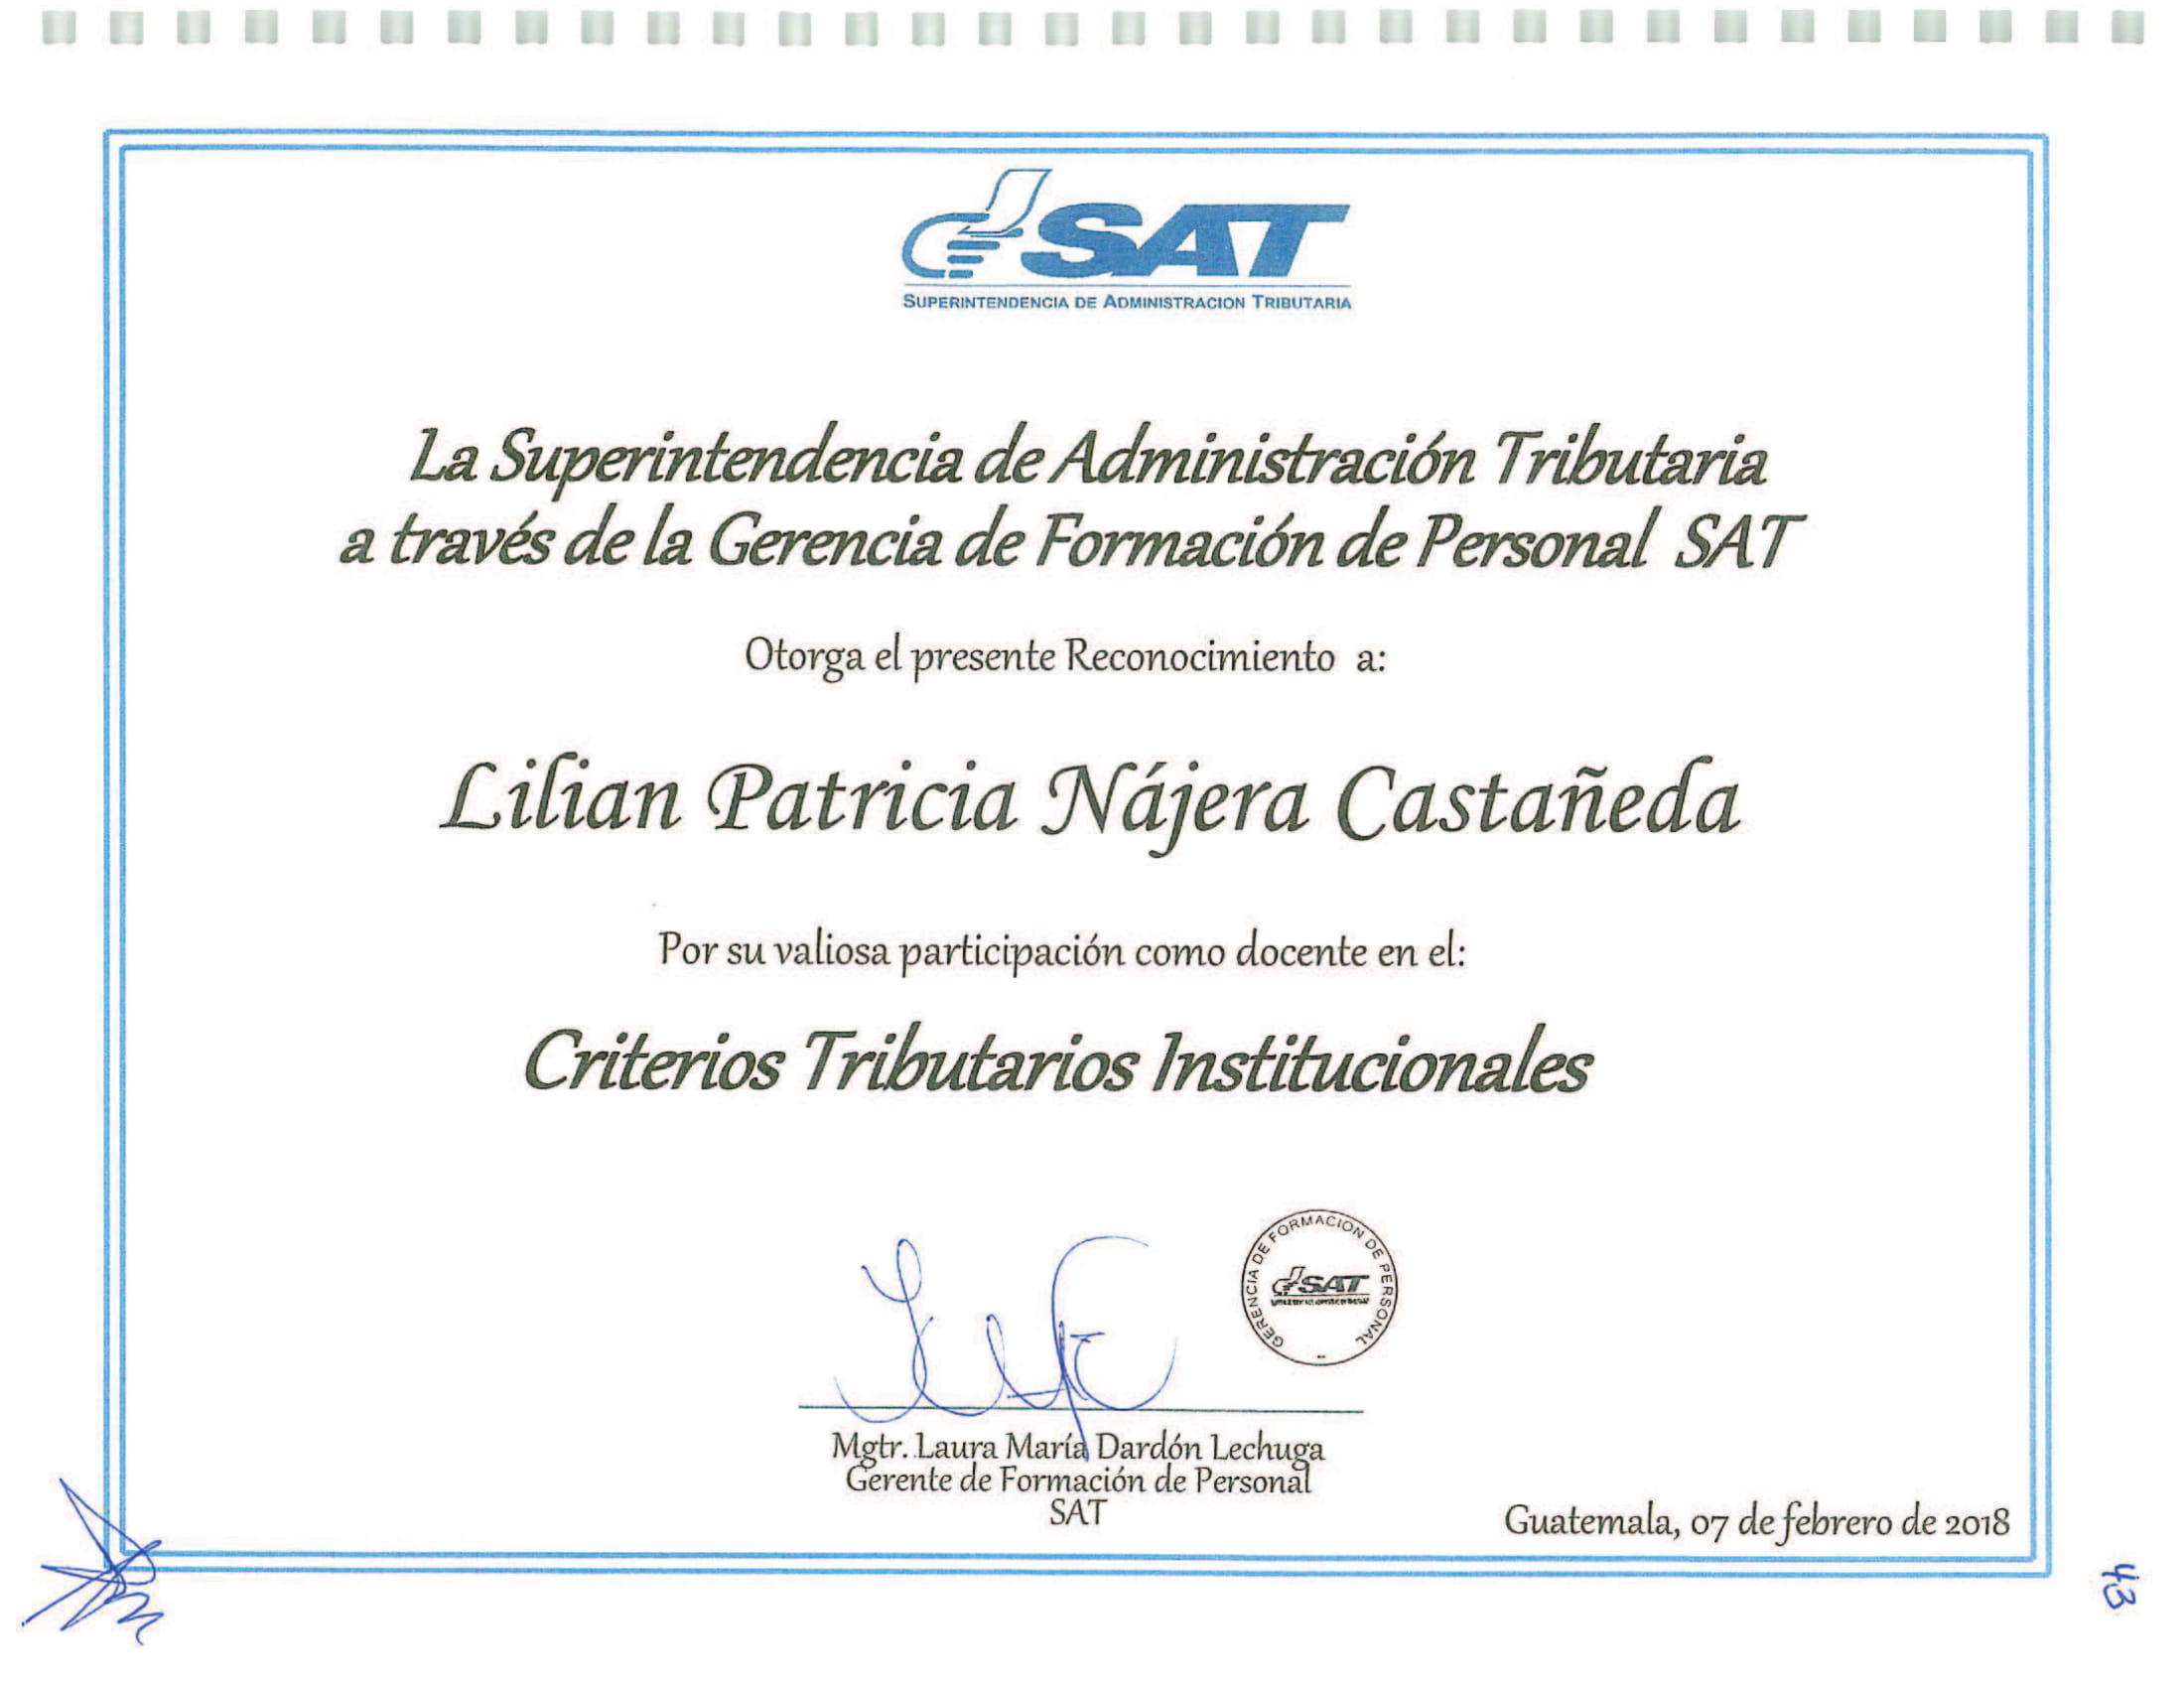 SAT
SUPERINTENDENCIA DE ADMINISTRACION TRIBUTARIA
La Superintendencia de Administración Tributaria
a través de la Gerencia de Formación de Personal SAT
Otorga el presente Reconocimiento a:
Lilian Patricia Nájera Castañeda
Por su valiosa participación como docente en el:
Criterios Tributarios Institucionales
GERENCIA DE FORMACION DE PERSONAL
SAT
Mgtr. Laura María Dardón Lechuga
Gerente de Formación de Personal
SAT
Guatemala, 07 de febrero de 2018
43